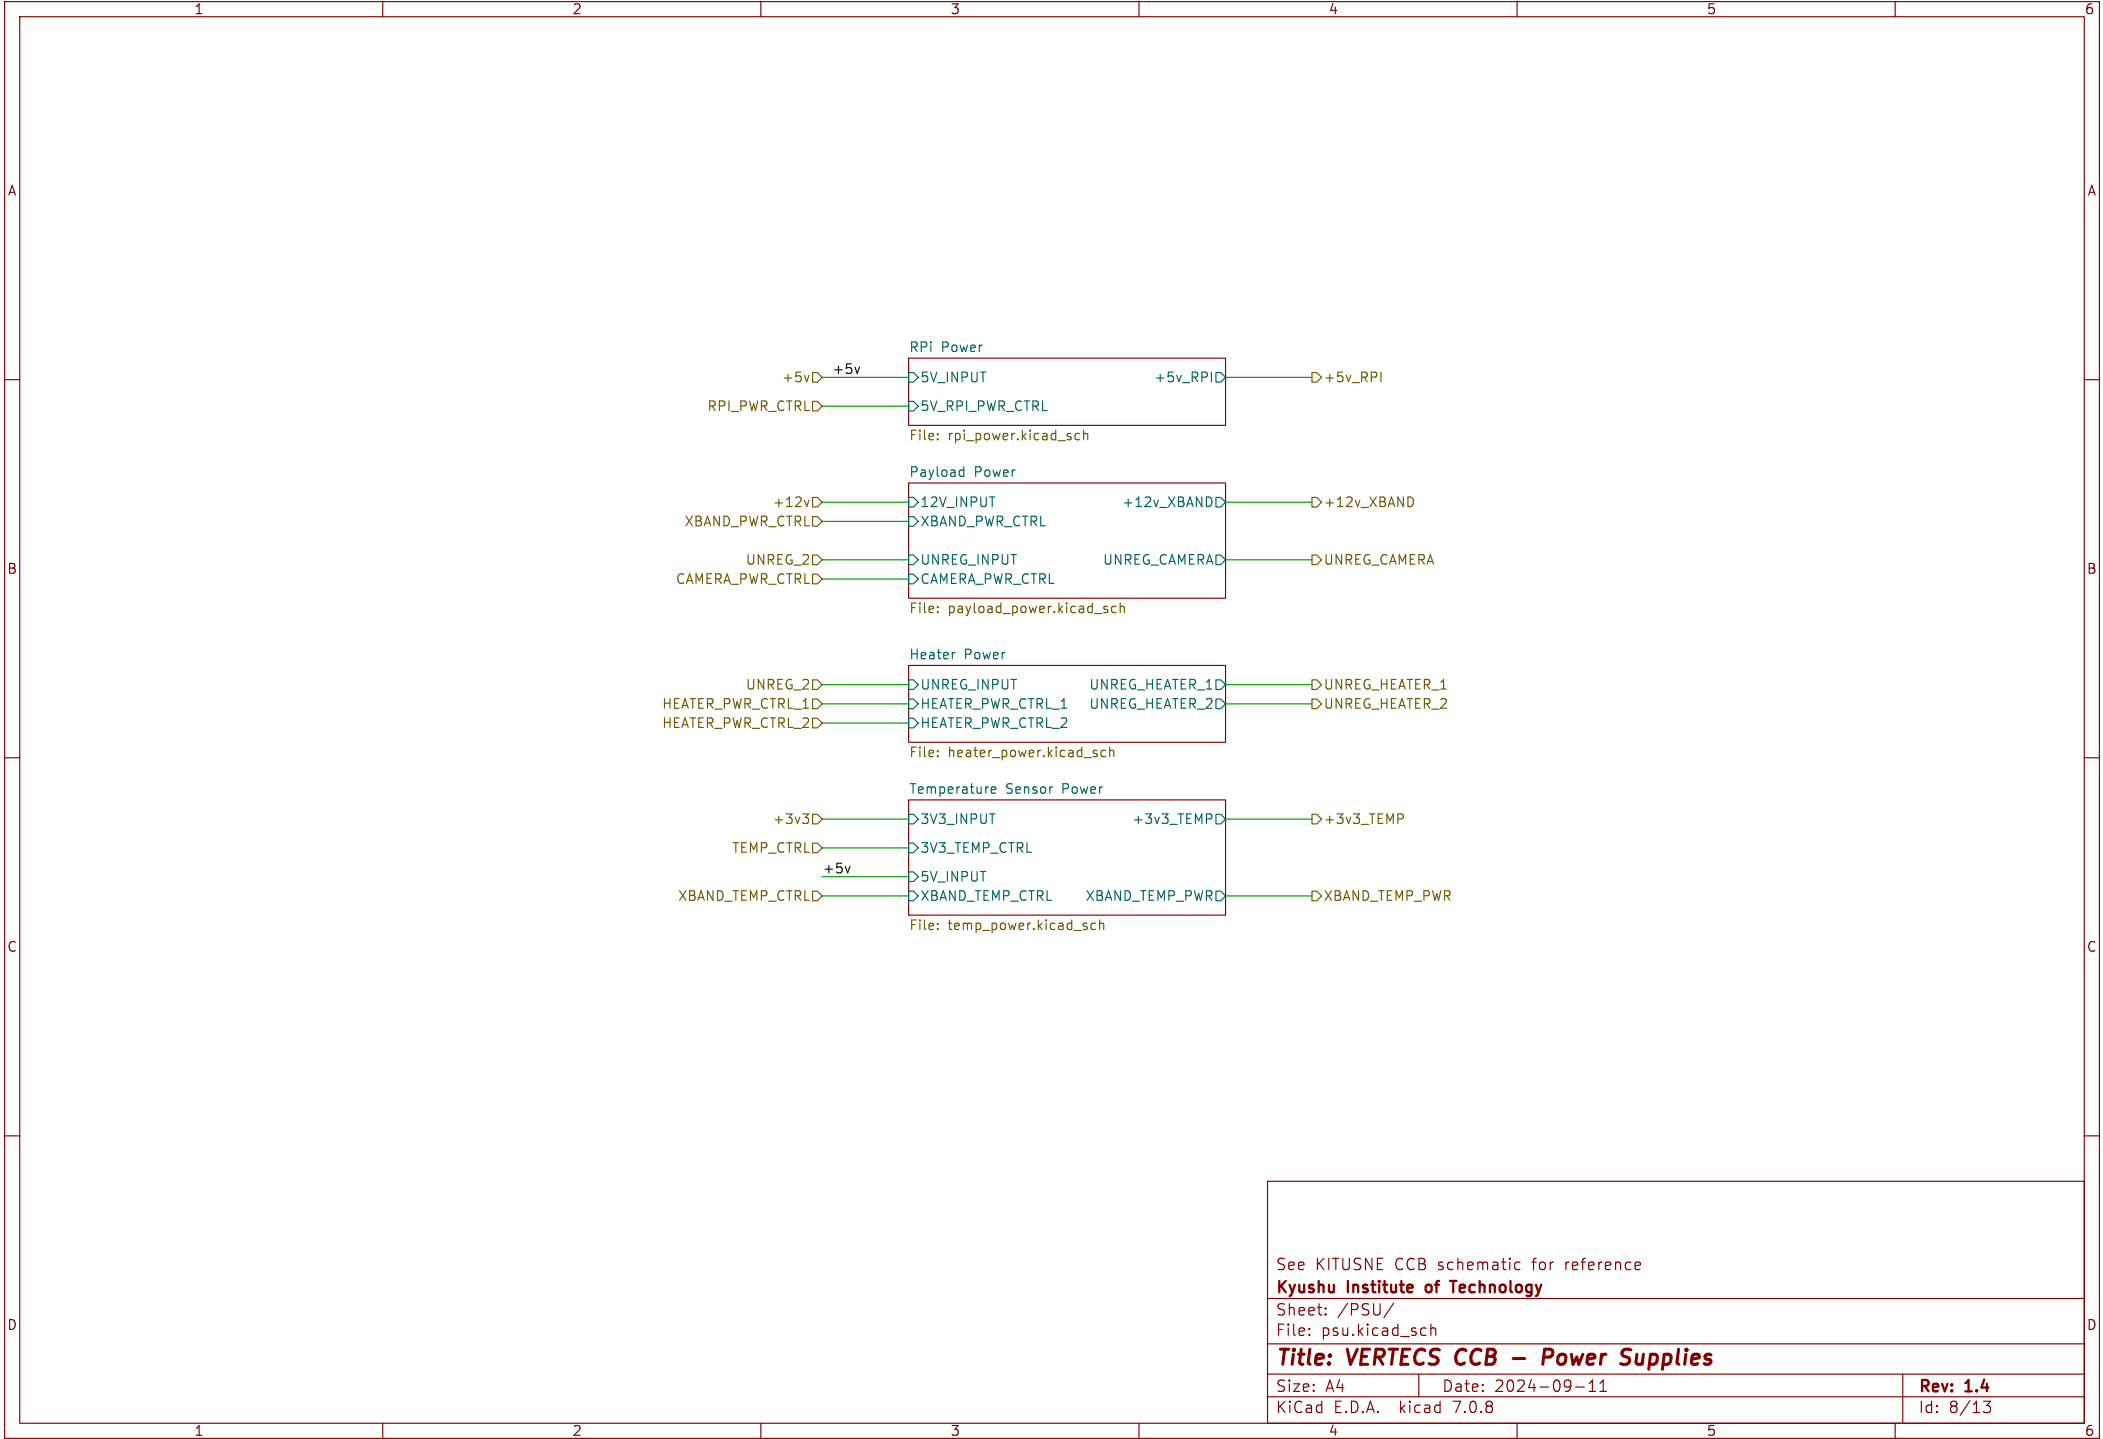 1 2 3 4 5 6
A A
RPi Power
+5v +5v 5V_INPUT +5v_RPI +5v_RPI
RPI_PWR_CTRL 5V_RPI_PWR_CTRL
File: rpi_power.kicad_sch
Payload Power
+12v 12V_INPUT +12v_XBAND +12v_XBAND
XBAND_PWR_CTRL XBAND_PWR_CTRL
UNREG_2 UNREG_INPUT UNREG_CAMERA UNREG_CAMERA
B B
CAMERA_PWR_CTRL CAMERA_PWR_CTRL
File: payload_power.kicad_sch
Heater Power
UNREG_2 UNREG_INPUT UNREG_HEATER_1 UNREG_HEATER_1
HEATER_PWR_CTRL_1 HEATER_PWR_CTRL_1 UNREG_HEATER_2 UNREG_HEATER_2
HEATER_PWR_CTRL_2 HEATER_PWR_CTRL_2
File: heater_power.kicad_sch
Temperature Sensor Power
+3v3 3V3_INPUT +3v3_TEMP +3v3_TEMP
TEMP_CTRL 3V3_TEMP_CTRL
+5v 5V_INPUT
XBAND_TEMP_CTRL XBAND_TEMP_CTRL XBAND_TEMP_PWR XBAND_TEMP_PWR
File: temp_power.kicad_sch
C C
See KITUSNE CCB schematic for reference
Kyushu Institute of Technology
Sheet: /PSU/
D D
File: psu.kicad_sch
Title: VERTECS CCB – Power Supplies
Size: A4 Date: 2024-09-11 Rev: 1.4
KiCad E.D.A. kicad 7.0.8 Id: 8/13
1 2 3 4 5 6